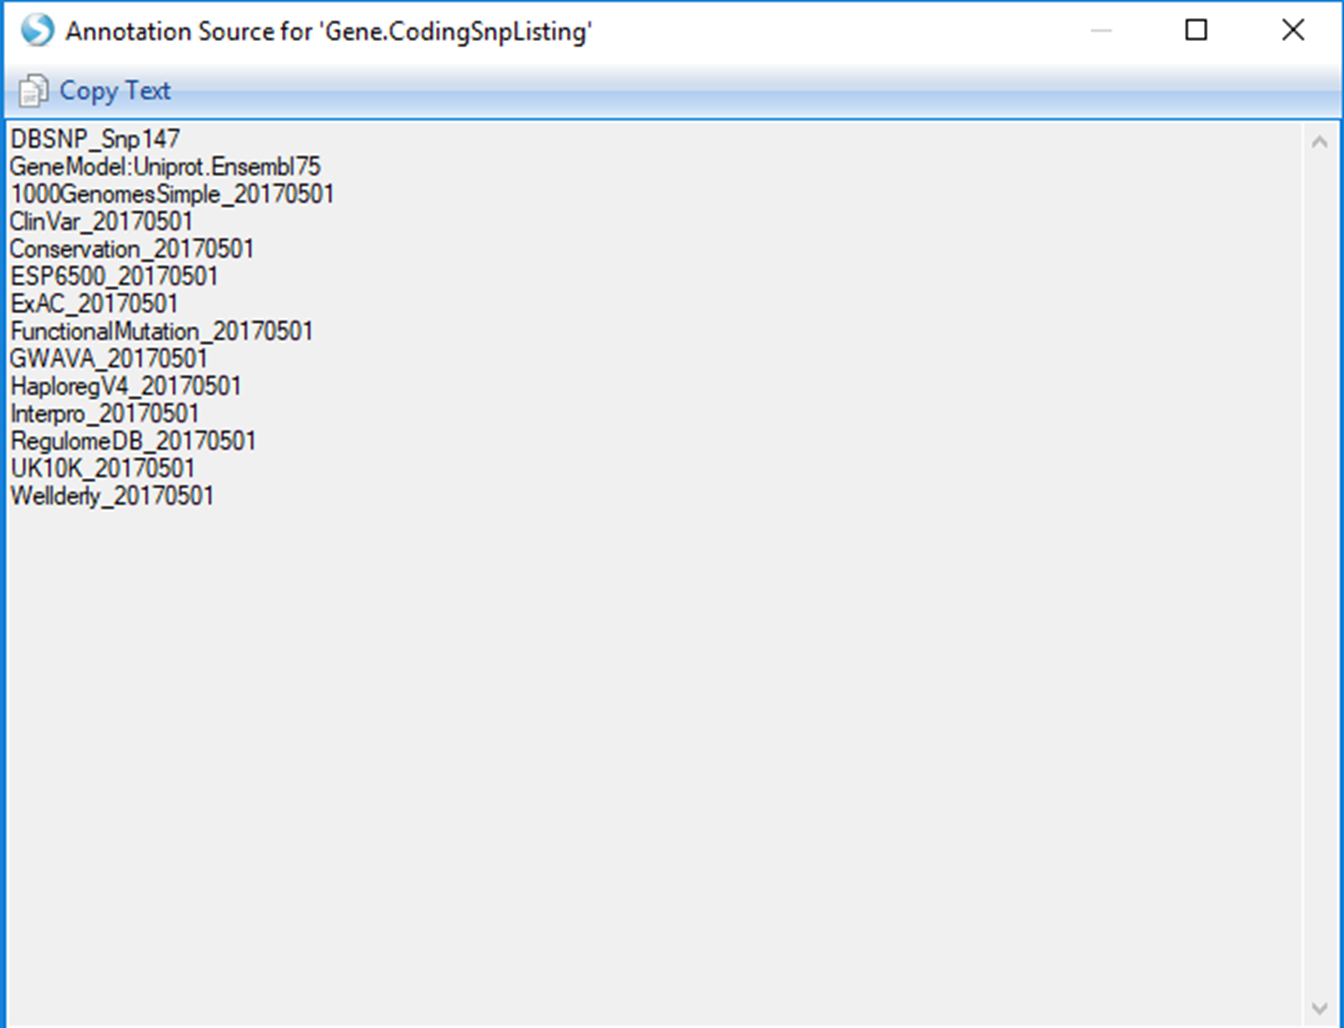 Annotation Source for 'Gene.CodingSnpListing'
Copy Text
DBSNP_Snp147
GeneModel:Uniprot.Ensembl75
1000GenomesSimple_20170501
ClinVar_20170501
Conservation_20170501
ESP6500_20170501
ExAC_20170501
FunctionalMutation_20170501
GWAVA_20170501
HaploregV4_20170501
Interpro_20170501
RegulomeDB_20170501
UK10K_20170501
Wellderly_20170501